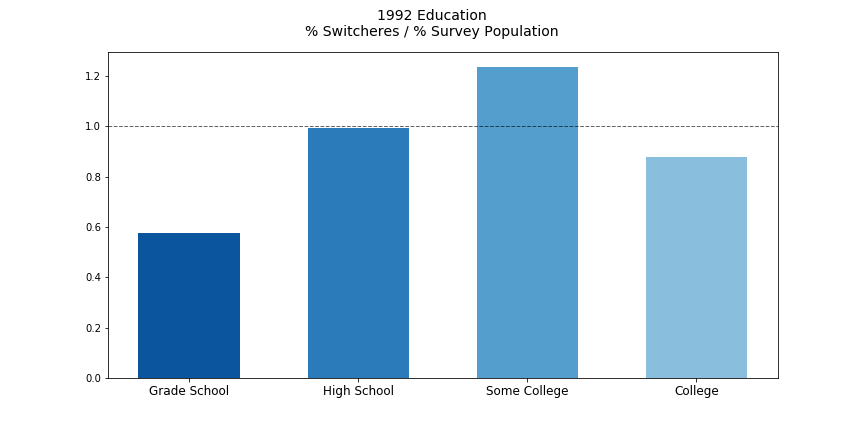 1992 Education
% Switcheres / % Survey Population
1.2
1.0
0.8
0.6
0.4
0.2
0.0
Grade School High School Some College College